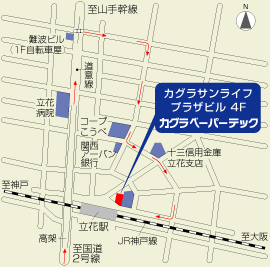 至山手幹線
N
難波ビル
(1F自転車屋)
道意線
立花
病院
コープ
こうべ
関西
アーバン
銀行
カグラサンライフ
プラザビル 4F
カグラペーパーテック
十三信用金庫
立花支店
至神戸
立花駅
高架
至国道
2号線
JR神戸線
至大阪